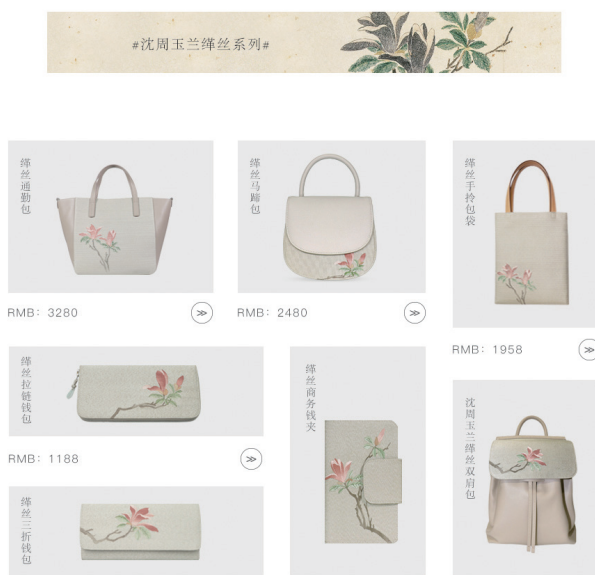 #沈周玉兰缂丝系列#
缂丝通勤包
RMB: 3280
缂丝马蹄包
RMB: 2480
缂丝手拎包袋
RMB: 1958
缂丝拉链钱包
RMB: 1188
缂丝商务钱夹
沈周玉兰缂丝双肩包
缂丝三折钱包